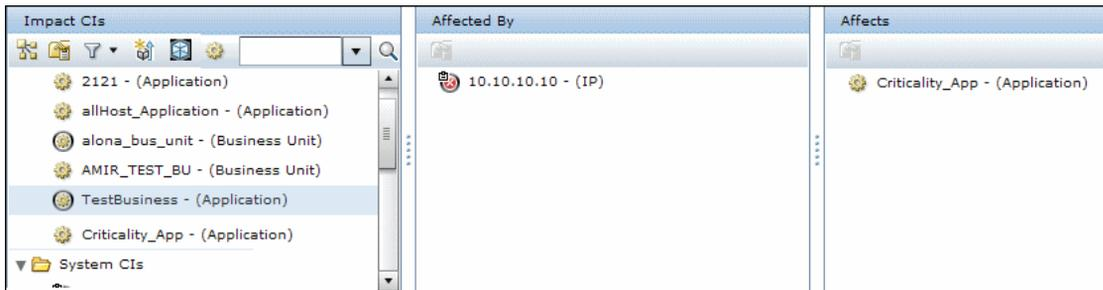 Impact CIs
2121 - (Application)
allHost_Application - (Application)
alona_bus_unit - (Business Unit)
AMIR_TEST_BU - (Business Unit)
TestBusiness - (Application)
Criticality_App - (Application)
System CIs
Affected By
10.10.10.10 - (IP)
Affects
Criticality_App - (Application)